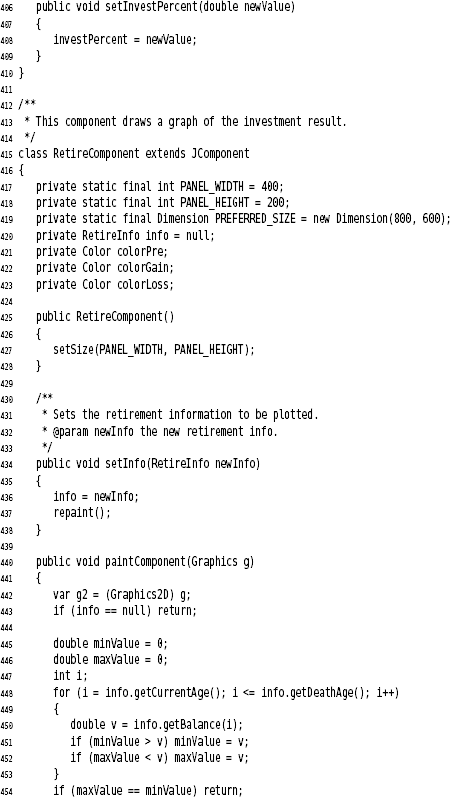 406    public void setInvestPercent(double newValue)
407    {
408       investPercent = newValue;
409    }
410 }
411
412 /**
413  * This component draws a graph of the investment result.
414  */
415 class RetireComponent extends JComponent
416 {
417    private static final int PANEL_WIDTH = 400;
418    private static final int PANEL_HEIGHT = 200;
419    private static final Dimension PREFERRED_SIZE = new Dimension(800, 600);
420    private RetireInfo info = null;
421    private Color colorPre;
422    private Color colorGain;
423    private Color colorLoss;
424
425    public RetireComponent()
426    {
427       setSize(PANEL_WIDTH, PANEL_HEIGHT);
428    }
429
430    /**
431     * Sets the retirement information to be plotted.
432     * @param newInfo the new retirement info.
433     */
434    public void setInfo(RetireInfo newInfo)
435    {
436       info = newInfo;
437       repaint();
438    }
439
440    public void paintComponent(Graphics g)
441    {
442       var g2 = (Graphics2D) g;
443       if (info == null) return;
444
445       double minValue = 0;
446       double maxValue = 0;
447       int i;
448       for (i = info.getCurrentAge(); i <= info.getDeathAge(); i++)
449       {
450          double v = info.getBalance(i);
451          if (minValue > v) minValue = v;
452          if (maxValue < v) maxValue = v;
453       }
454       if (maxValue == minValue) return;